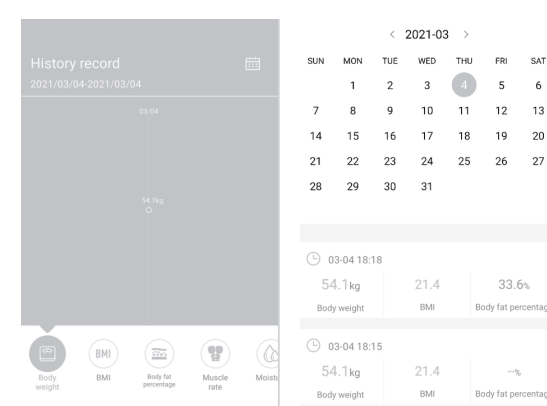 History record
2021/03/04-2021/03/04
03/04
54.1kg
BMI
Body weight
BMI
Body fat percentage
Muscle rate
Moistu
< 2021-03 >
SUN MON TUE WED THU FRI SAT
1 2 3 4 5 6
7 8 9 10 11 12 13
14 15 16 17 18 19 20
21 22 23 24 25 26 27
28 29 30 31
03-04 18:18
54.1kg 21.4 33.6%
Body weight BMI Body fat percentag
03-04 18:15
54.1kg 21.4 --%
Body weight BMI Body fat percentag